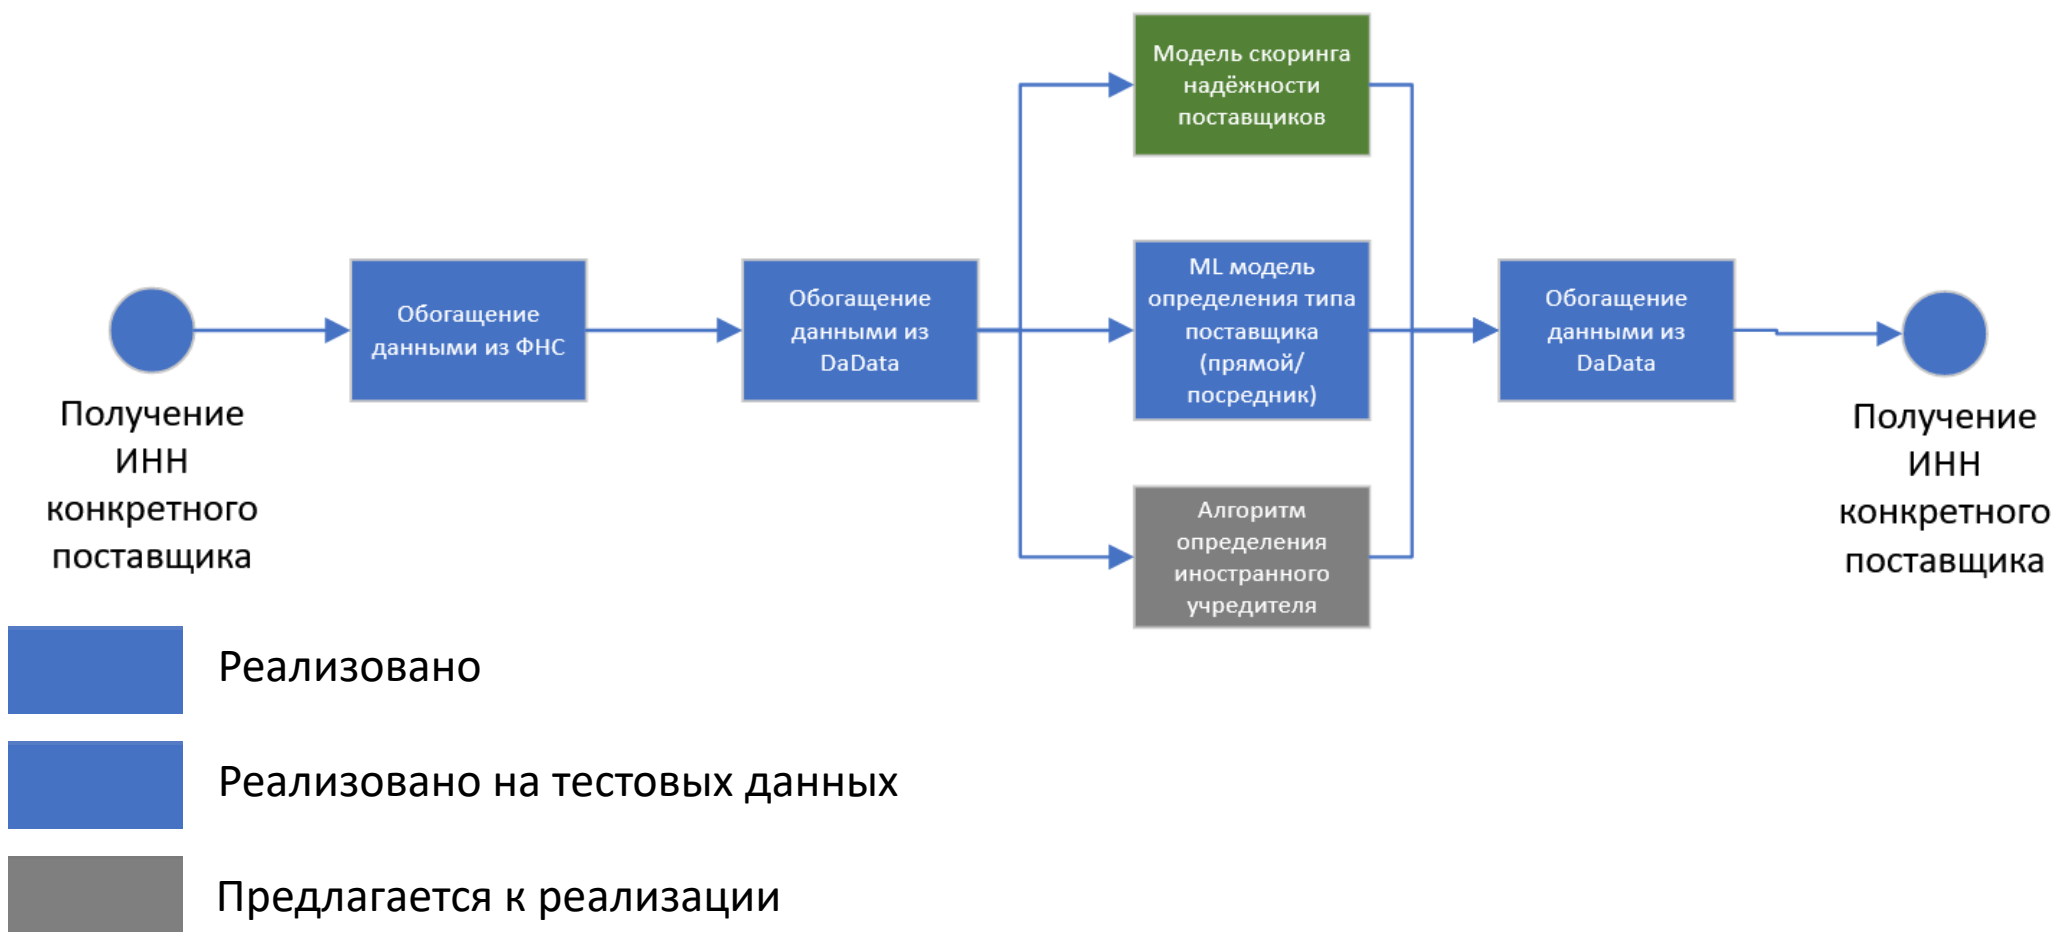 Модель скоринга
надёжности
поставщиков
Получение
ИНН
конкретного
поставщика
Обогащение
данными из ФНС
Обогащение
данными из
DaData
ML модель
определения типа
поставщика
(прямой/
посредник)
Алгоритм
определения
иностранного
учредителя
Обогащение
данными из
DaData
Получение
ИНН
конкретного
поставщика
Реализовано
Реализовано на тестовых данных
Предлагается к реализации